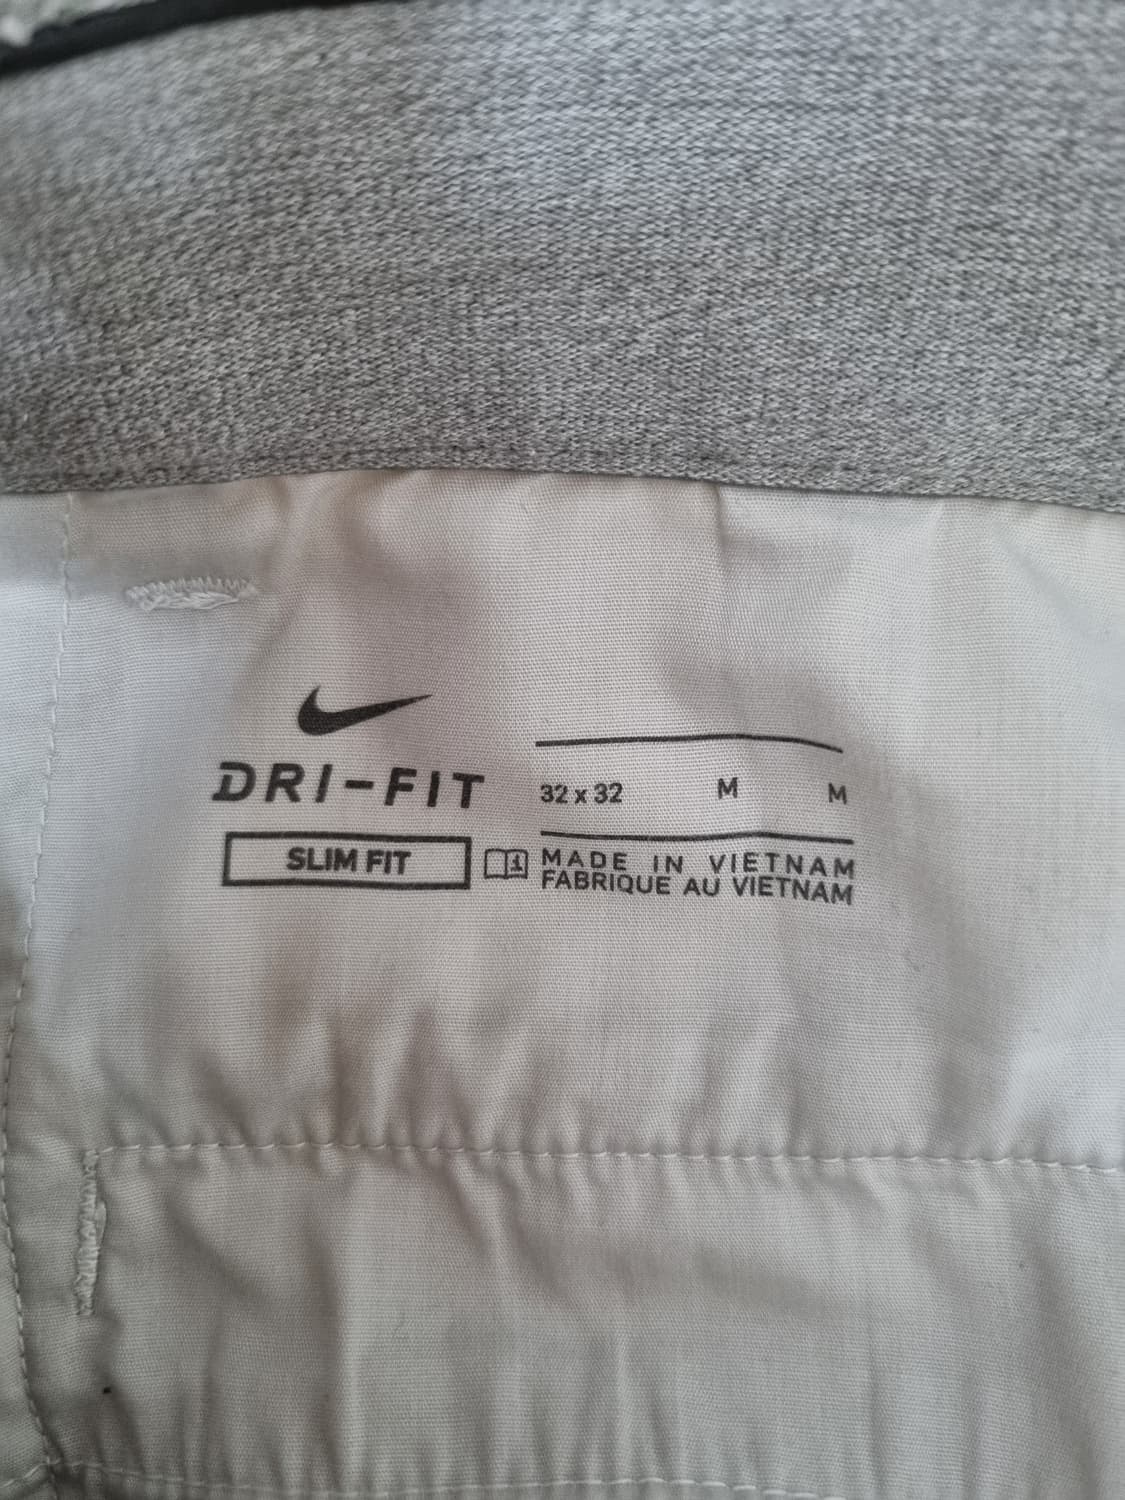 DRI-FIT
SLIM FIT
32 x 32 M M
MADE IN VIETNAM
FABRIQUE AU VIETNAM